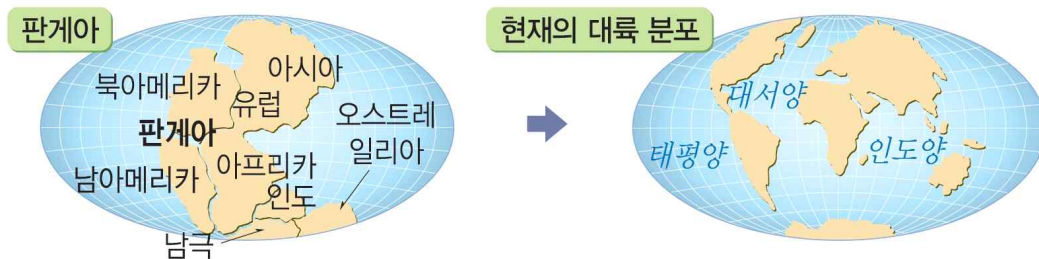 판게아
북아메리카
아시아
유럽
판게아
오스트레
일리아
남아메리카
아프리카
인도
남극
현재의 대륙 분포
대서양
태평양
인도양